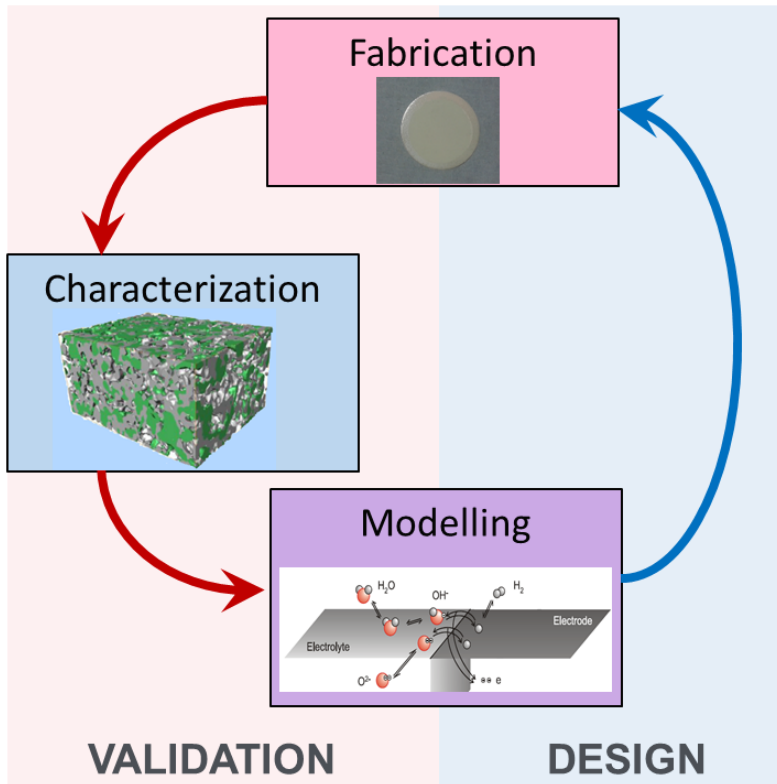 Fabrication
Characterization
Modelling
H₂O
OH⁻
H₂
Electrode
Electrolyte
O²⁻
e
VALIDATION
DESIGN